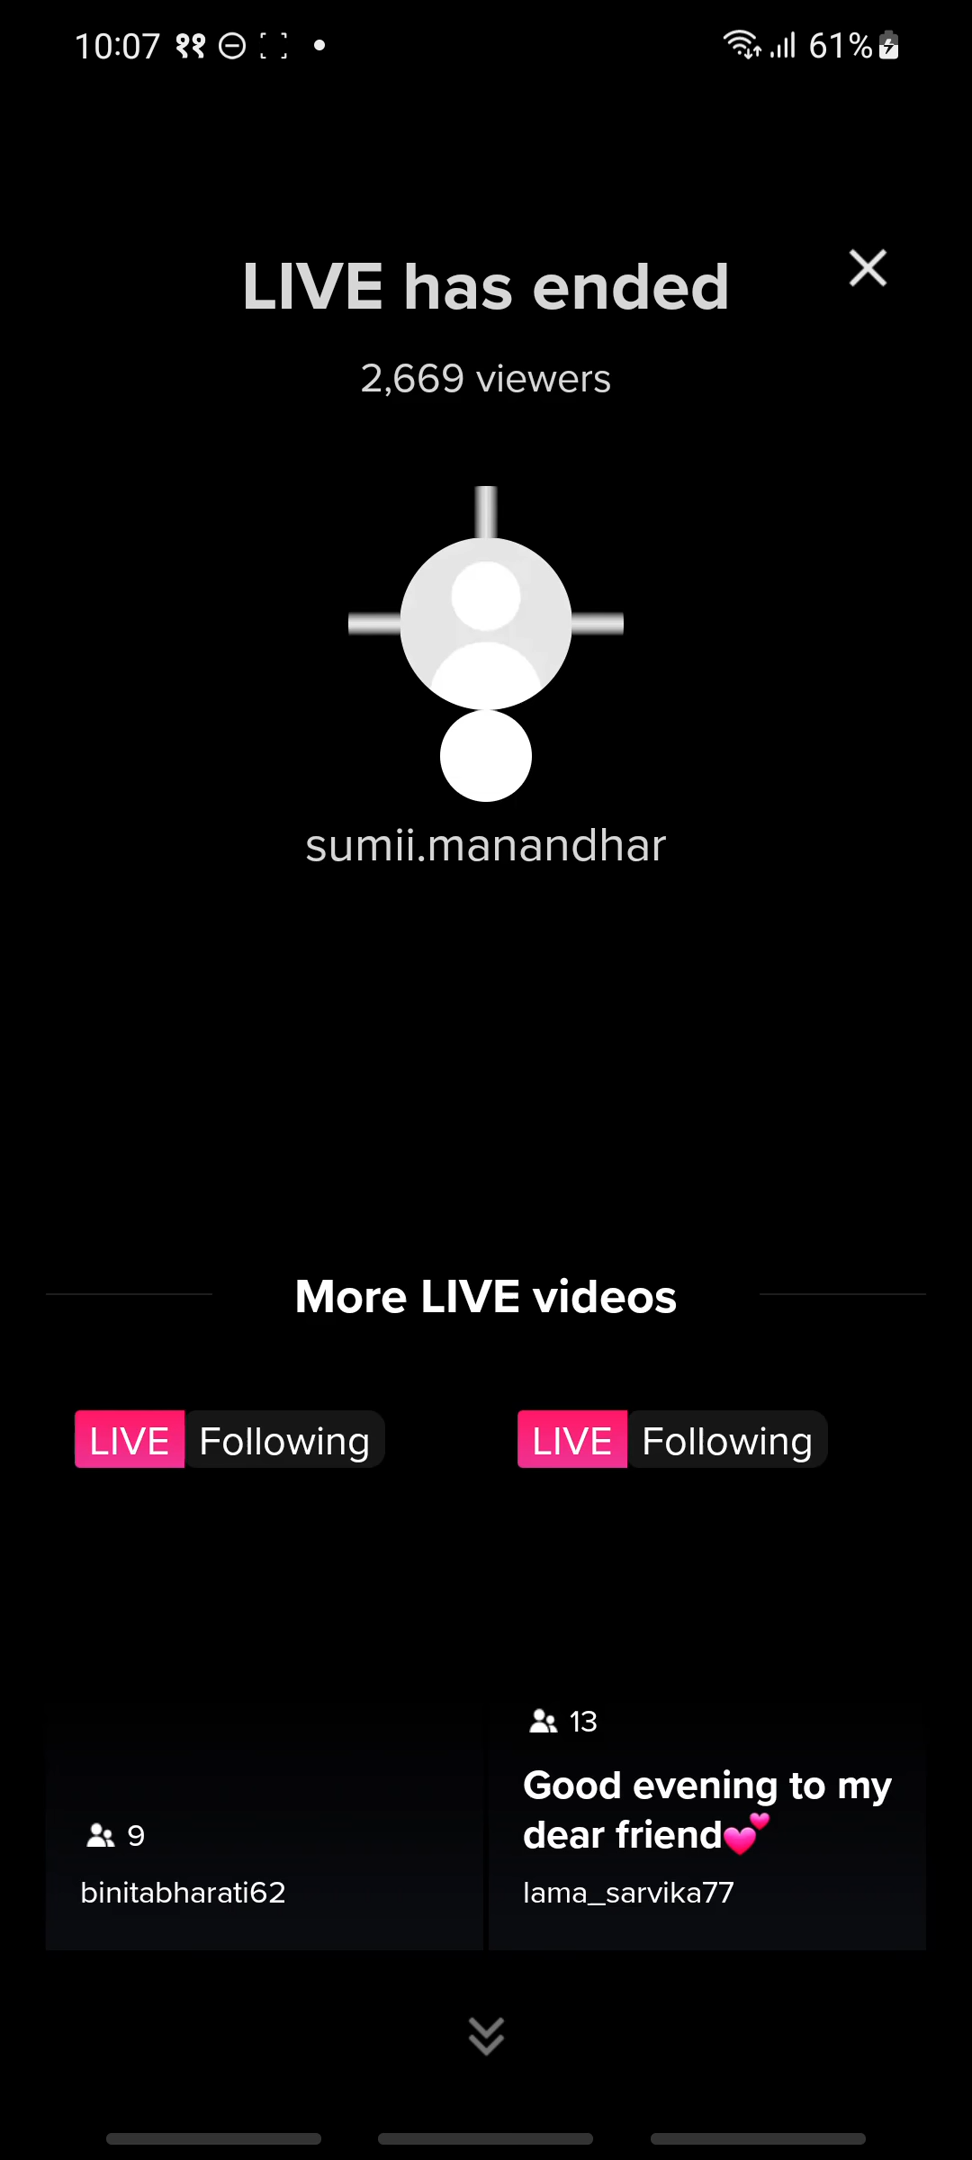 10:07 ११ 61%
LIVE has ended
2,669 viewers
sumii.manandhar
More LIVE videos
LIVE Following
9
binitabharati62
LIVE Following
13
Good evening to my
dear friend💕
lama_sarvika77